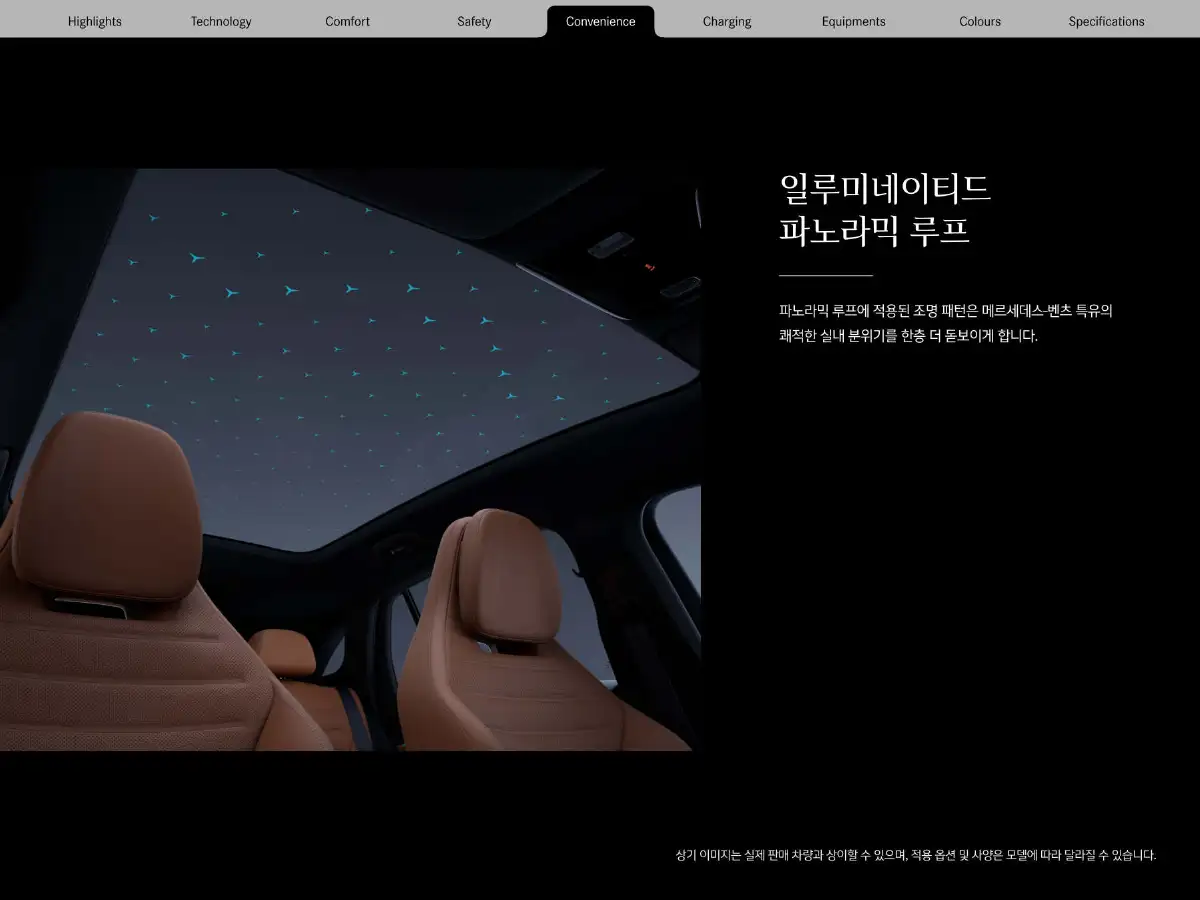 Highlights
Technology
Comfort
Safety
Convenience
Charging
Equipments
Colours
Specifications
일루미네이티드
파노라믹 루프
파노라믹 루프에 적용된 조명 패턴은 메르세데스-벤츠 특유의
쾌적한 실내 분위기를 한층 더 돋보이게 합니다.
상기 이미지는 실제 판매 차량과 상이할 수 있으며, 적용 옵션 및 사양은 모델에 따라 달라질 수 있습니다.